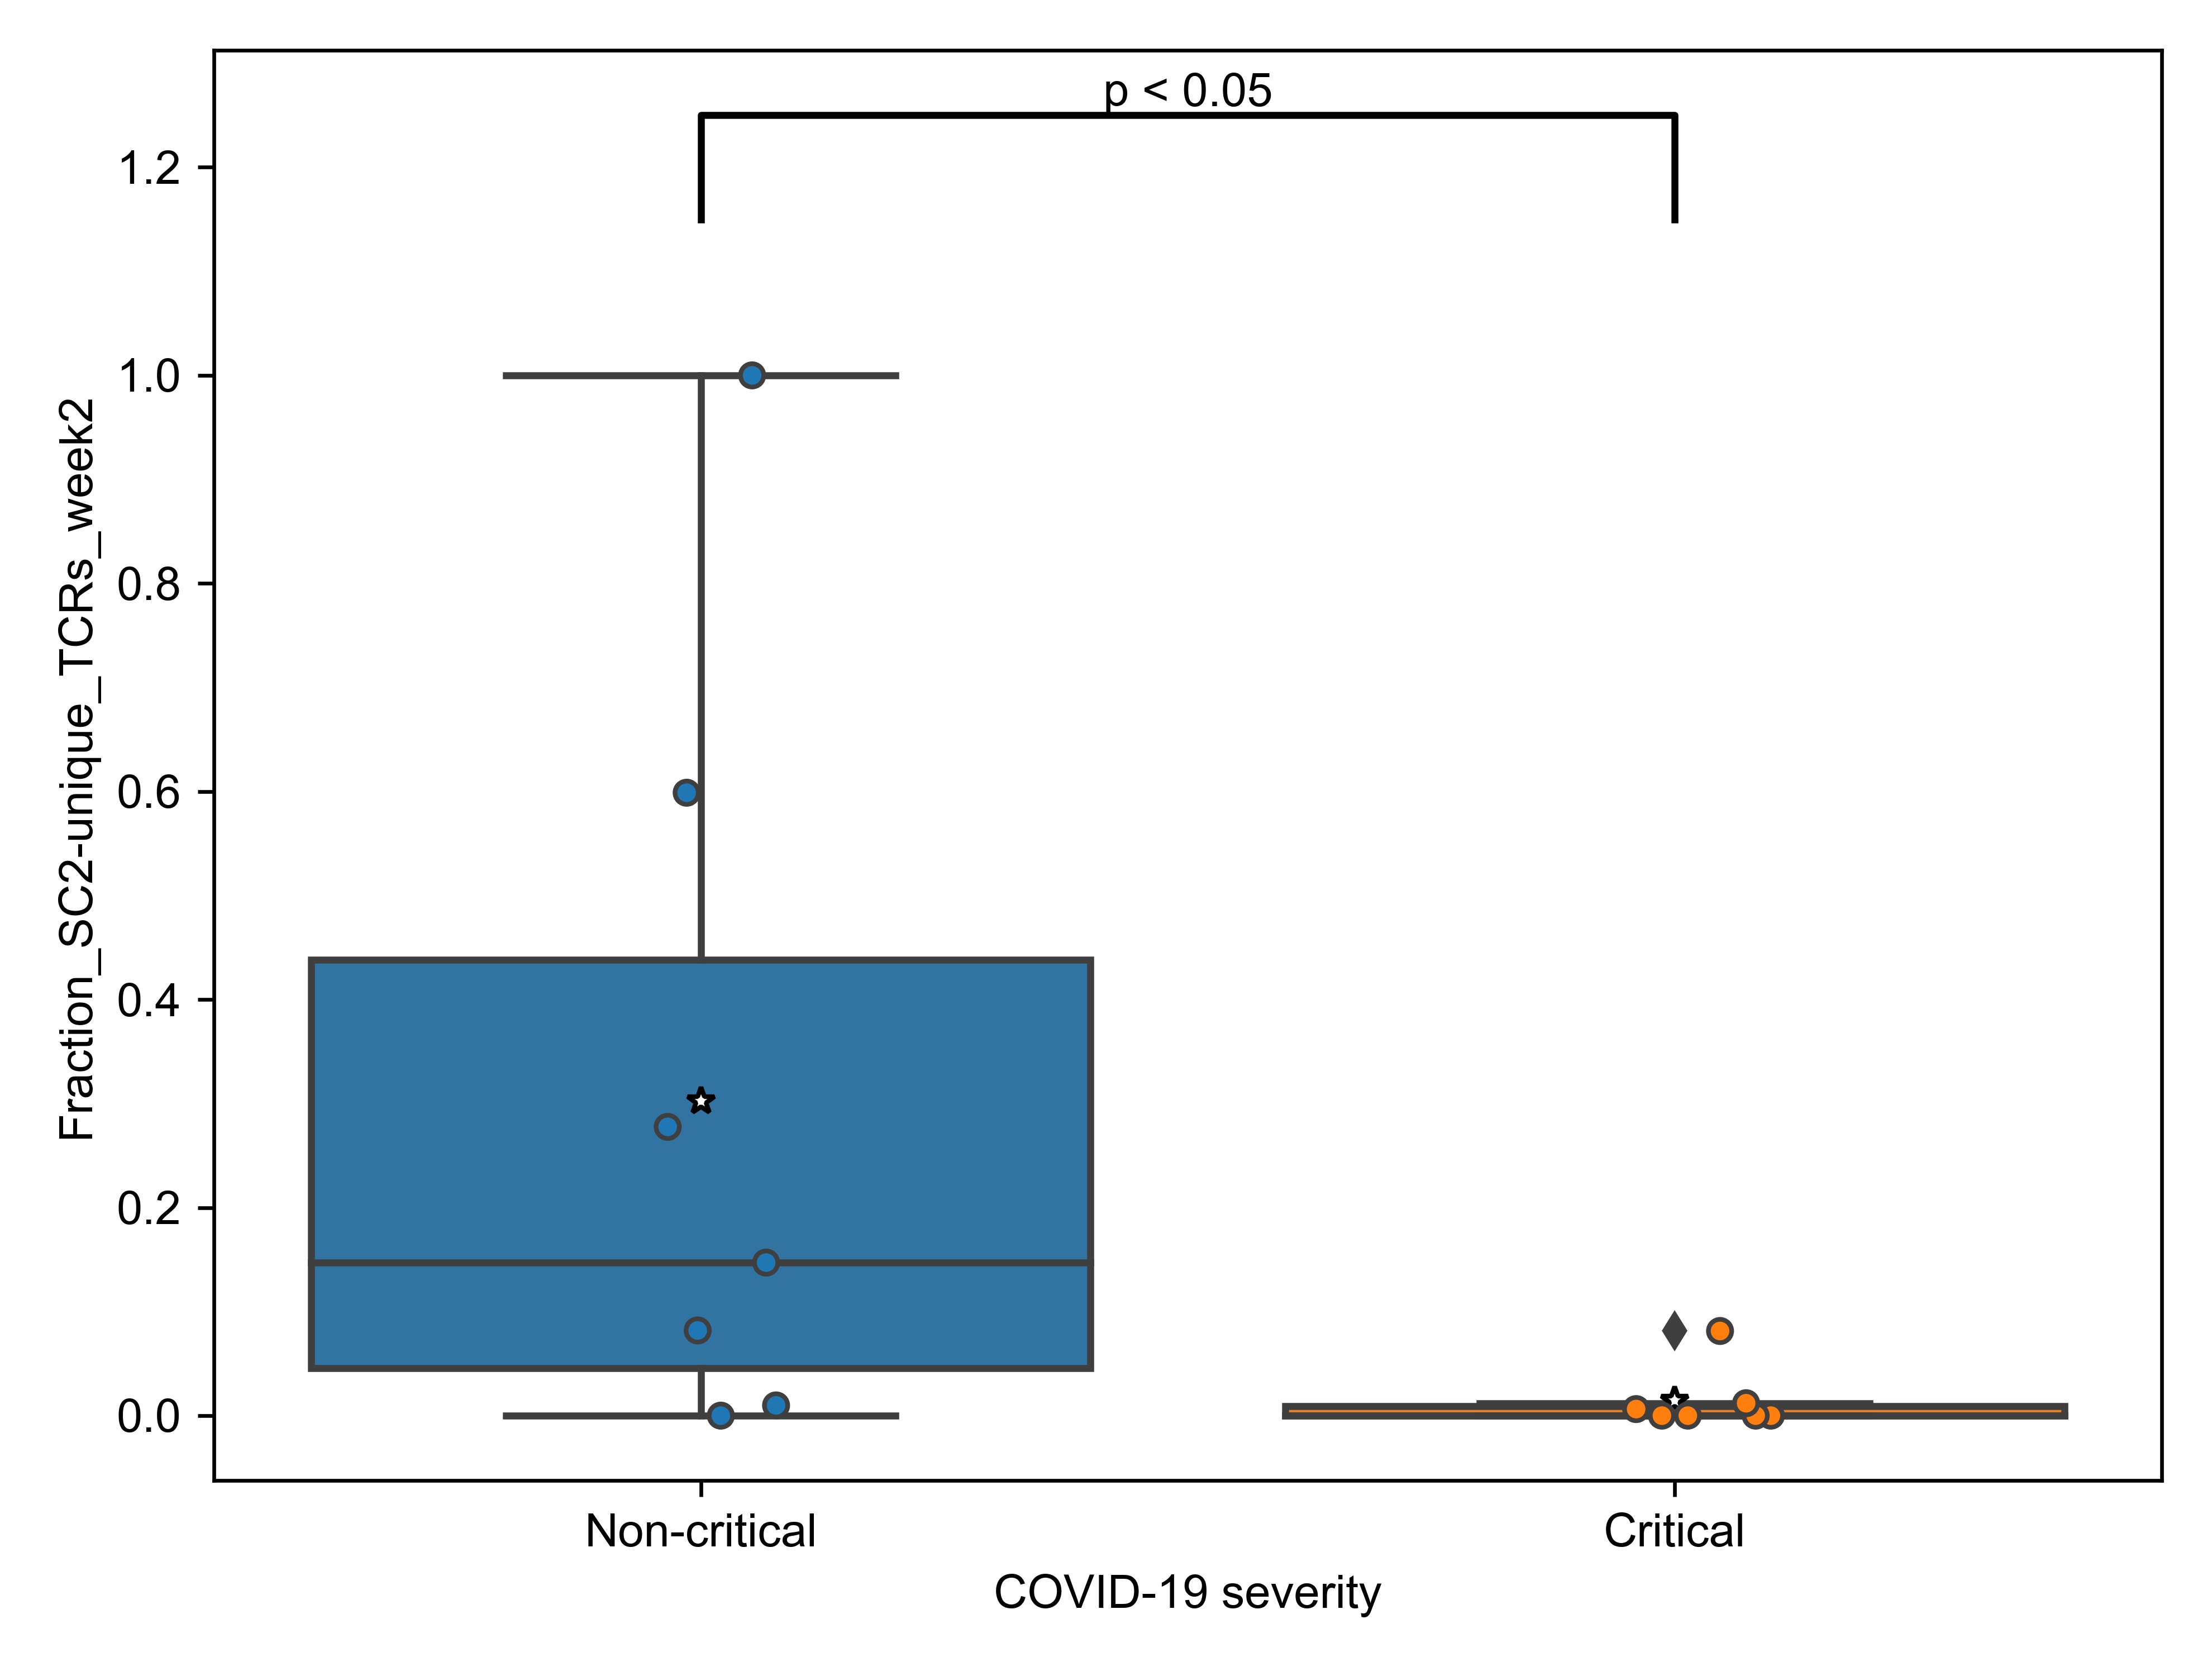 p < 0.05
1.2
1.0
0.8
0.6
0.4
0.2
0.0
Fraction_SC2-unique_TCRs_week2
Non-critical
Critical
COVID-19 severity